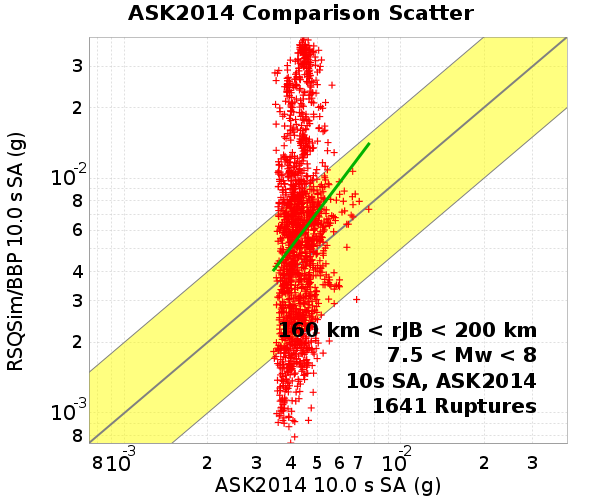 ASK2014 Comparison Scatter
RSQSim/BBP 10.0 s SA (g)
3
2
10-2
8
6
4
3
2
10-3
8
160 km < rJB < 200 km
7.5 < Mw < 8
10s SA, ASK2014
1641 Ruptures
8 10-3 2 3 4 5 6 7 10-2 2 3
ASK2014 10.0 s SA (g)